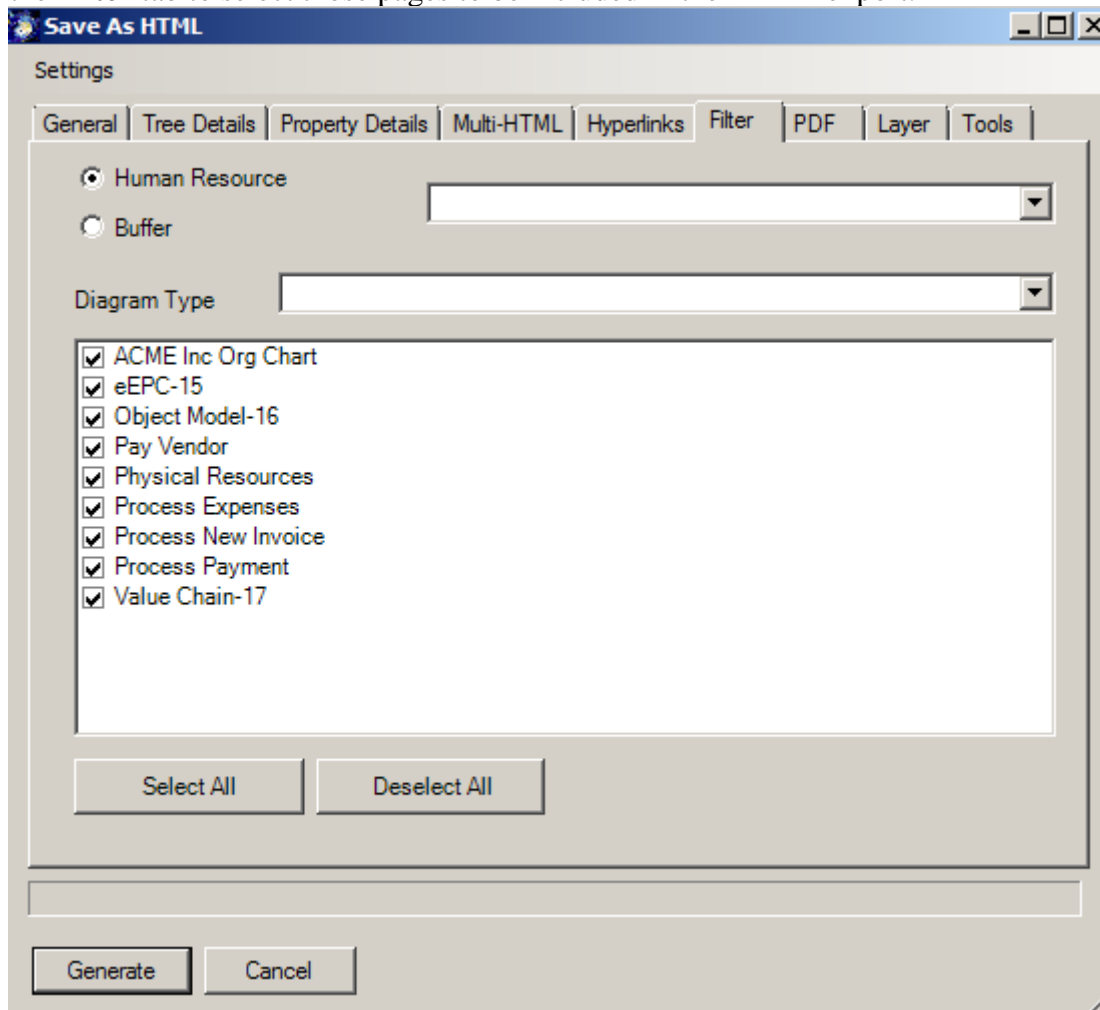 Save As HTML
Settings
General Tree Details Property Details Multi-HTML Hyperlinks Filter PDF Layer Tools
Human Resource
Buffer
Diagram Type
ACME Inc Org Chart
eEPC-15
Object Model-16
Pay Vendor
Physical Resources
Process Expenses
Process New Invoice
Process Payment
Value Chain-17
Select All Deselect All
Generate Cancel